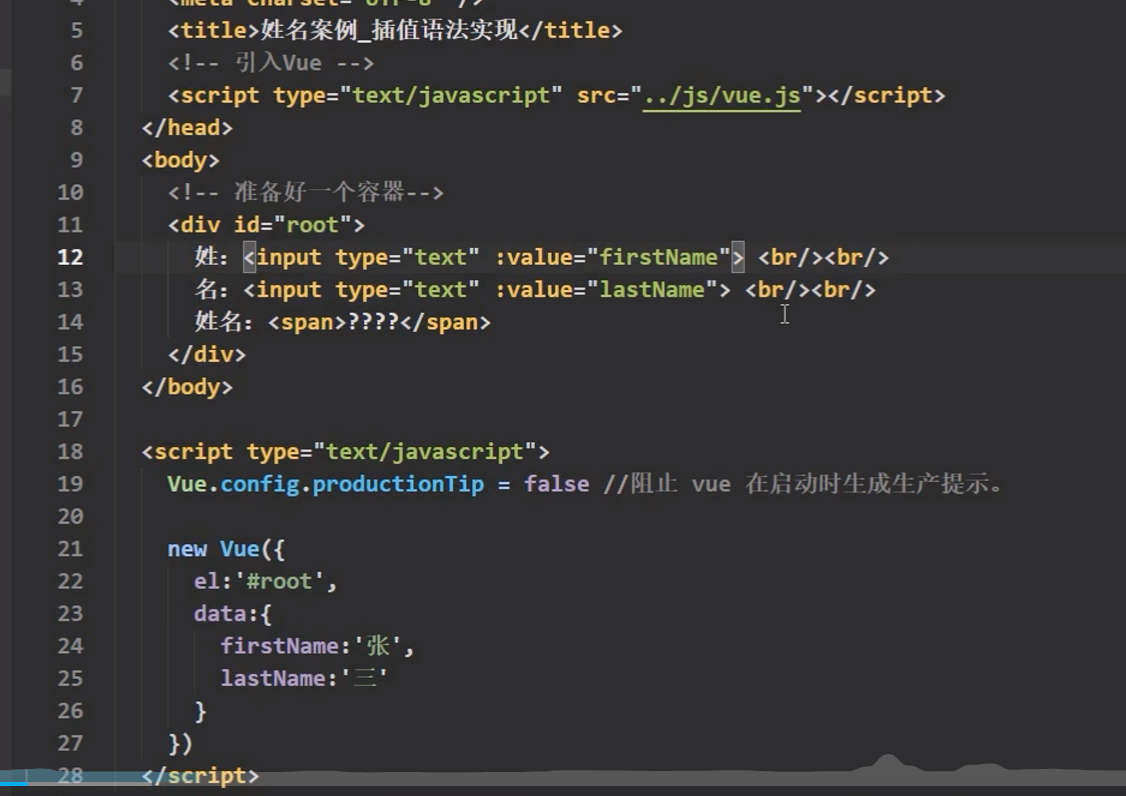 4 <meta charset="UTF-8" />
5 <title>姓名案例_插值语法实现</title>
6 <!-- 引入Vue -->
7 <script type="text/javascript" src="../js/vue.js"></script>
8 </head>
9 <body>
10 <!-- 准备好一个容器-->
11 <div id="root">
12 姓：<input type="text" :value="firstName"> <br/><br/>
13 名：<input type="text" :value="lastName"> <br/><br/>
14 姓名：<span>????</span>
15 </div>
16 </body>
17
18 <script type="text/javascript">
19 Vue.config.productionTip = false //阻止 vue 在启动时生成生产提示。
20
21 new Vue({
22 el:'#root',
23 data:{
24 firstName:'张',
25 lastName:'三'
26 }
27 })
28 </script>